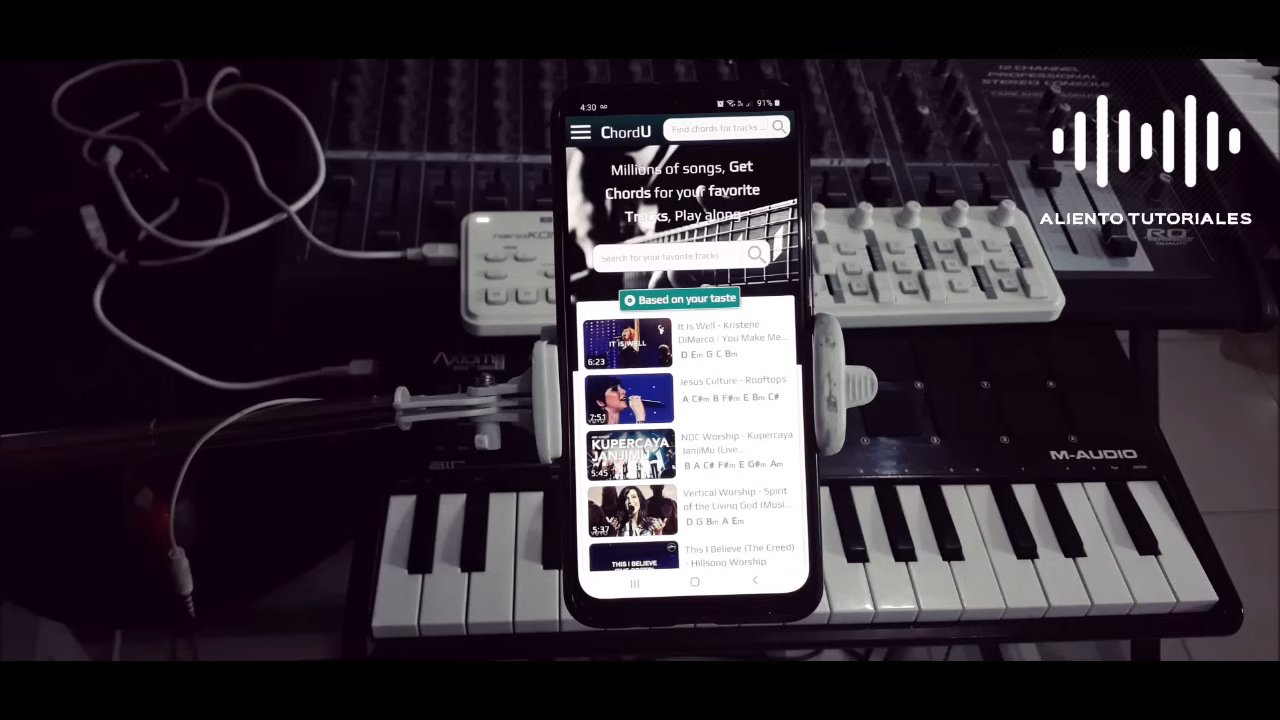 12 CHANNEL
PROFESSIONAL
STEREO CONSOLE
ALIENTO TUTORIALES
4:30
91%
ChordU
Find chords for tracks...
Millions of songs, Get
Chords for your favorite
Tracks, Play along
Search for your favorite tracks
Based on your taste
IT IS WELL
6:23
It Is Well - Kristene
DiMarco | You Make Me...
D Em G C Bm
7:51
Jesus Culture - Rooftops
A C#m B F#m E Bm C#
KUPERCAYA
JANJIMU
5:45
NDC Worship - Kupercaya
JanjiMu (Live...
B A C# F#m E G#m Am
5:37
Vertical Worship - Spirit
of the Living God (Musi...
D G Bm A Em
THIS I BELIEVE
This I Believe (The Creed)
- Hillsong Worship
Axiom
air
M-AUDIO